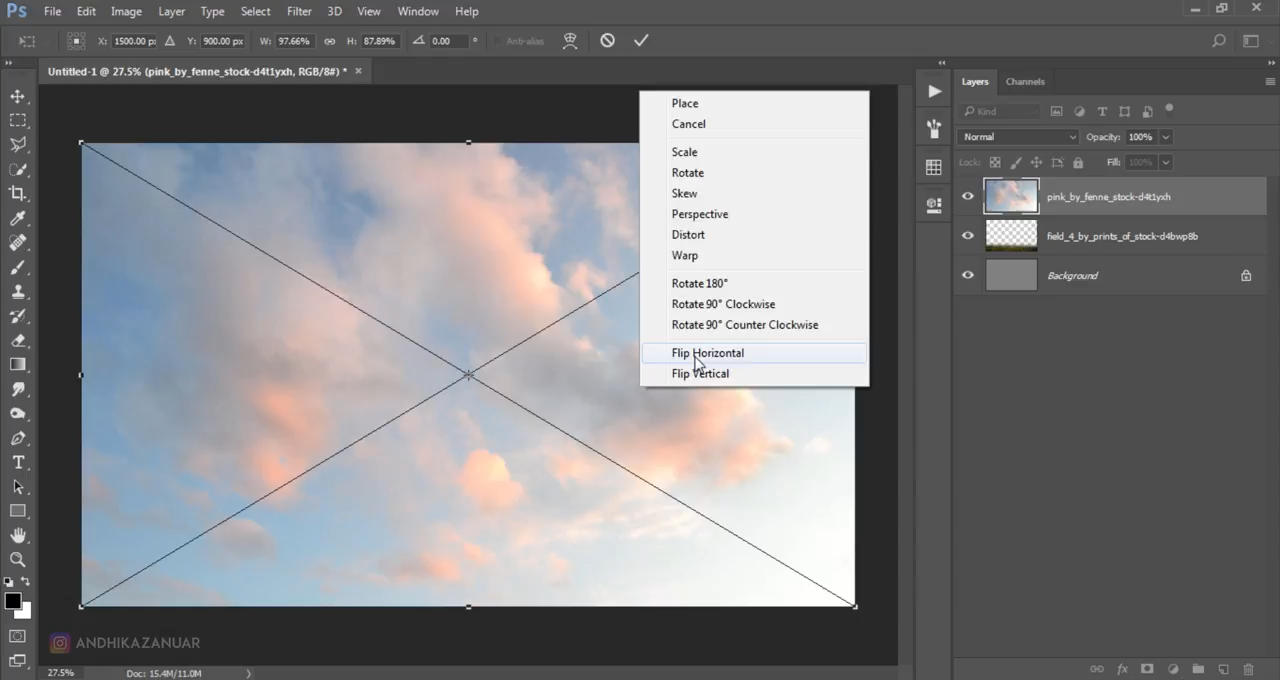 Ps File Edit Image Layer Type Select Filter 3D View Window Help
X: 1500.00 p: Y: 900.00 px W: 97.66% H: 87.89% 0.00 ° Anti-alias
Untitled-1 @ 27.5% (pink_by_fenne_stock-d4t1yxh, RGB/8#) * ×
Place
Cancel
Scale
Rotate
Skew
Perspective
Distort
Warp
Rotate 180°
Rotate 90° Clockwise
Rotate 90° Counter Clockwise
Flip Horizontal
Flip Vertical
Layers Channels
Kind
Normal Opacity: 100%
Lock: Fill: 100%
pink_by_fenne_stock-d4t1yxh
field_4_by_prints_of_stock-d4bwp8b
Background
ANDHIKAZANUAR
27.5% Doc: 15.4M/11.0M